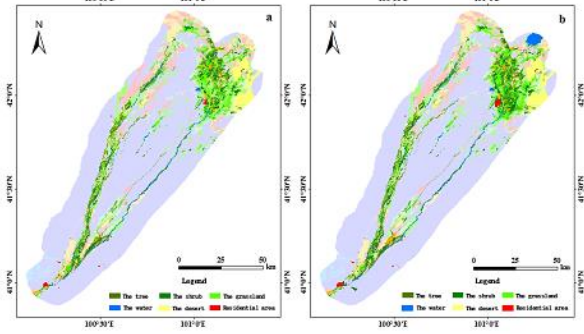 a
b
N
N
42°0'N
42°0'N
41°30'N
41°30'N
41°0'N
41°0'N
0 25 50
km
0 25 50
km
Legend
The tree The shrub The grassland
The water The desert Residential area
Legend
The tree The shrub The grassland
The water The desert Residential area
100°30'E 101°0'E
100°30'E 101°0'E